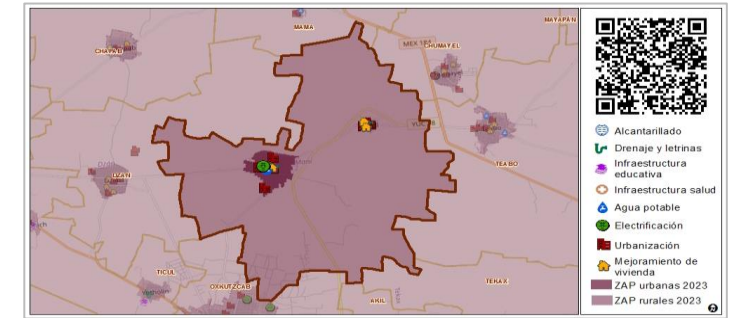 MAMA
MAYAPAN
CHAPAB
MEX 184
CHUMAYEL
TEABO
DZAN
TICUL
OXKUTZCAB
AKIL
TEKAX
Alcantarillado
Drenaje y letrinas
Infraestructura
educativa
Infraestructura salud
Agua potable
Electrificación
Urbanización
Mejoramiento de
vivienda
ZAP urbanas 2023
ZAP rurales 2023